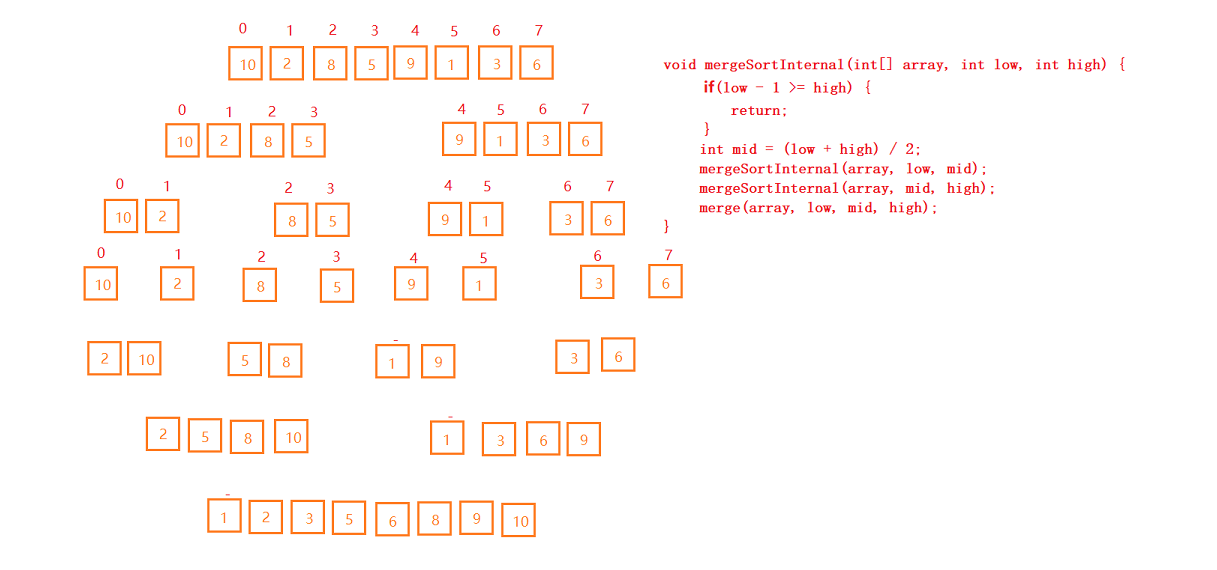 0 1 2 3 4 5 6 7
10 2 8 5 9 1 3 6
0 1 2 3 4 5 6 7
10 2 8 5 9 1 3 6
0 1 2 3 4 5 6 7
10 2 8 5 9 1 3 6
0 1 2 3 4 5 6 7
10 2 8 5 9 1 3 6
2 10 5 8 1 9 3 6
2 5 8 10 1 3 6 9
1 2 3 5 6 8 9 10
void mergeSortInternal(int[] array, int low, int high) {
if(low - 1 >= high) {
return;
}
int mid = (low + high) / 2;
mergeSortInternal(array, low, mid);
mergeSortInternal(array, mid, high);
merge(array, low, mid, high);
}